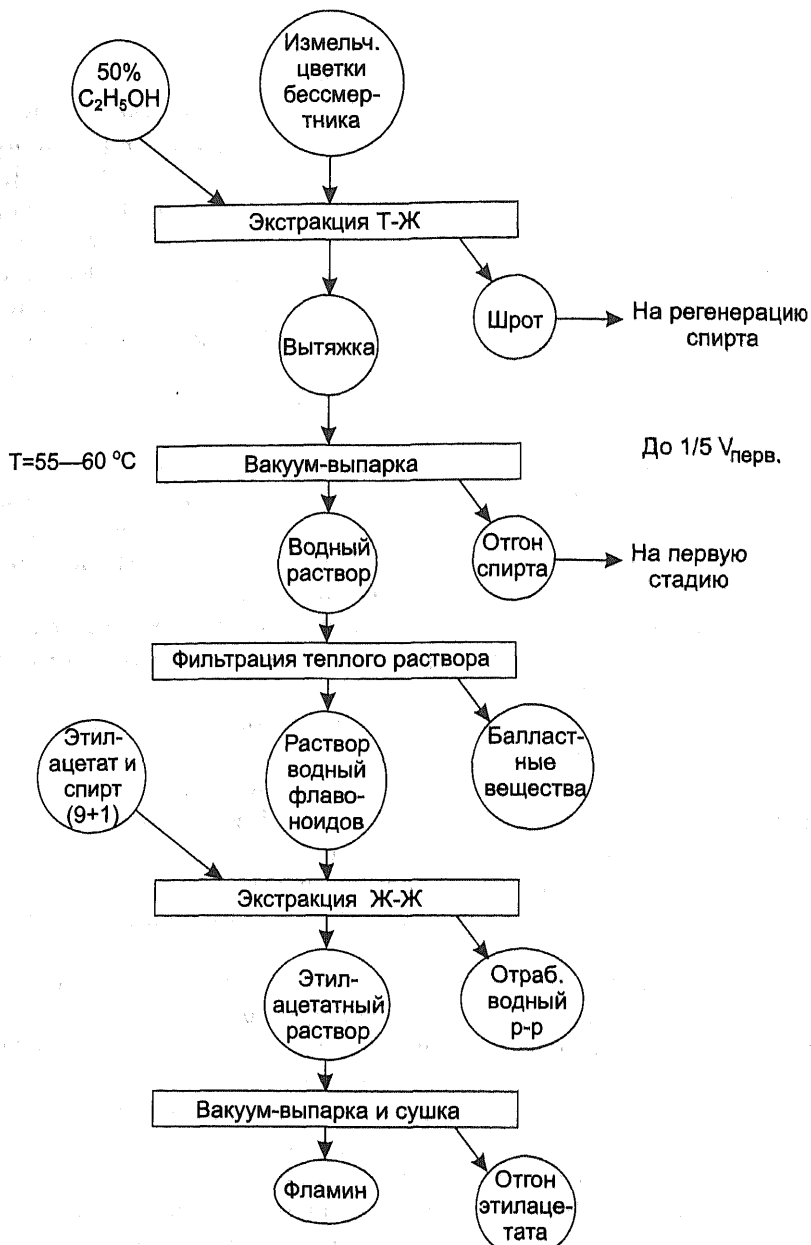 50%
C₂H₅OH
Измельч.
цветки
бессмер-
тника
Экстракция Т-Ж
Вытяжка
Шрот
На регенерацию
спирта
T=55—60 °C
Вакуум-выпарка
До 1/5 Vперв.
Водный
раствор
Отгон
спирта
На первую
стадию
Фильтрация теплого раствора
Этил-
ацетат и
спирт
(9+1)
Раствор
водный
флаво-
ноидов
Балласт-
ные
вещества
Экстракция Ж-Ж
Этил-
ацетатный
раствор
Отраб.
водный
р-р
Вакуум-выпарка и сушка
Фламин
Отгон
этилаце-
тата